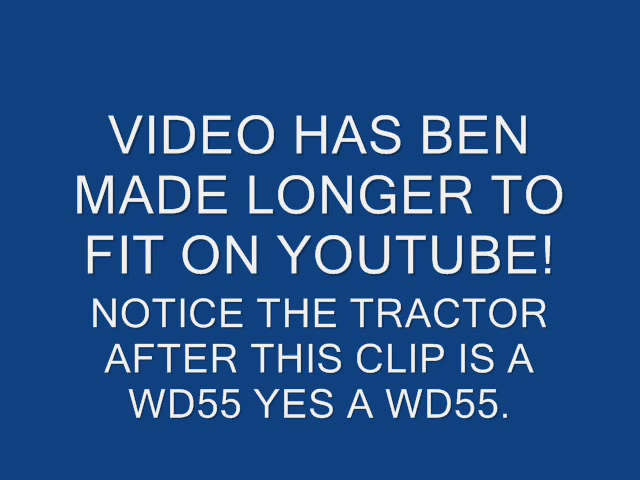 VIDEO HAS BEN
MADE LONGER TO
FIT ON YOUTUBE!
NOTICE THE TRACTOR
AFTER THIS CLIP IS A
WD55 YES A WD55.